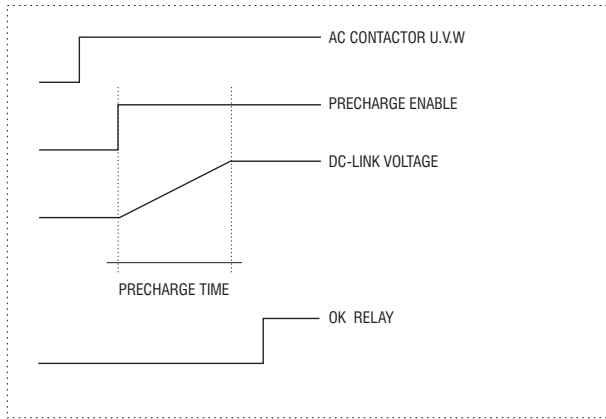 AC CONTACTOR U.V.W
PRECHARGE ENABLE
DC-LINK VOLTAGE
PRECHARGE TIME
OK RELAY